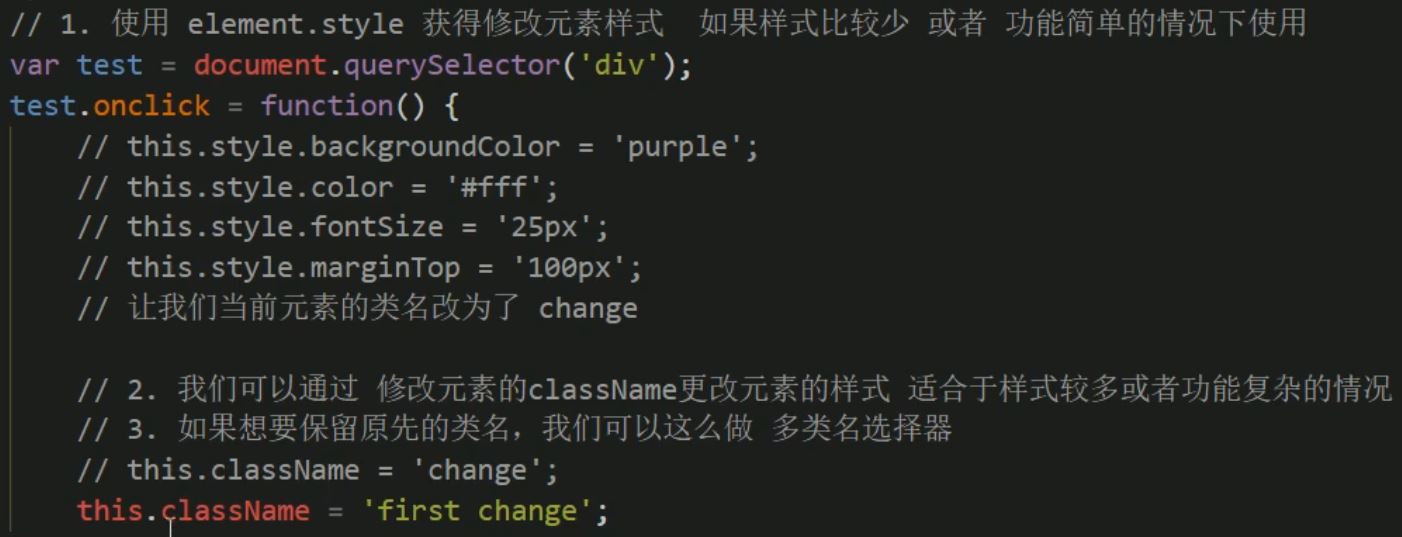 // 1. 使用 element.style 获得修改元素样式  如果样式比较少 或者 功能简单的情况下使用
var test = document.querySelector('div');
test.onclick = function() {
    // this.style.backgroundColor = 'purple';
    // this.style.color = '#fff';
    // this.style.fontSize = '25px';
    // this.style.marginTop = '100px';
    // 让我们当前元素的类名改为了 change
    // 2. 我们可以通过 修改元素的className更改元素的样式 适合于样式较多或者功能复杂的情况
    // 3. 如果想要保留原先的类名，我们可以这么做 多类名选择器
    // this.className = 'change';
    this.className = 'first change';